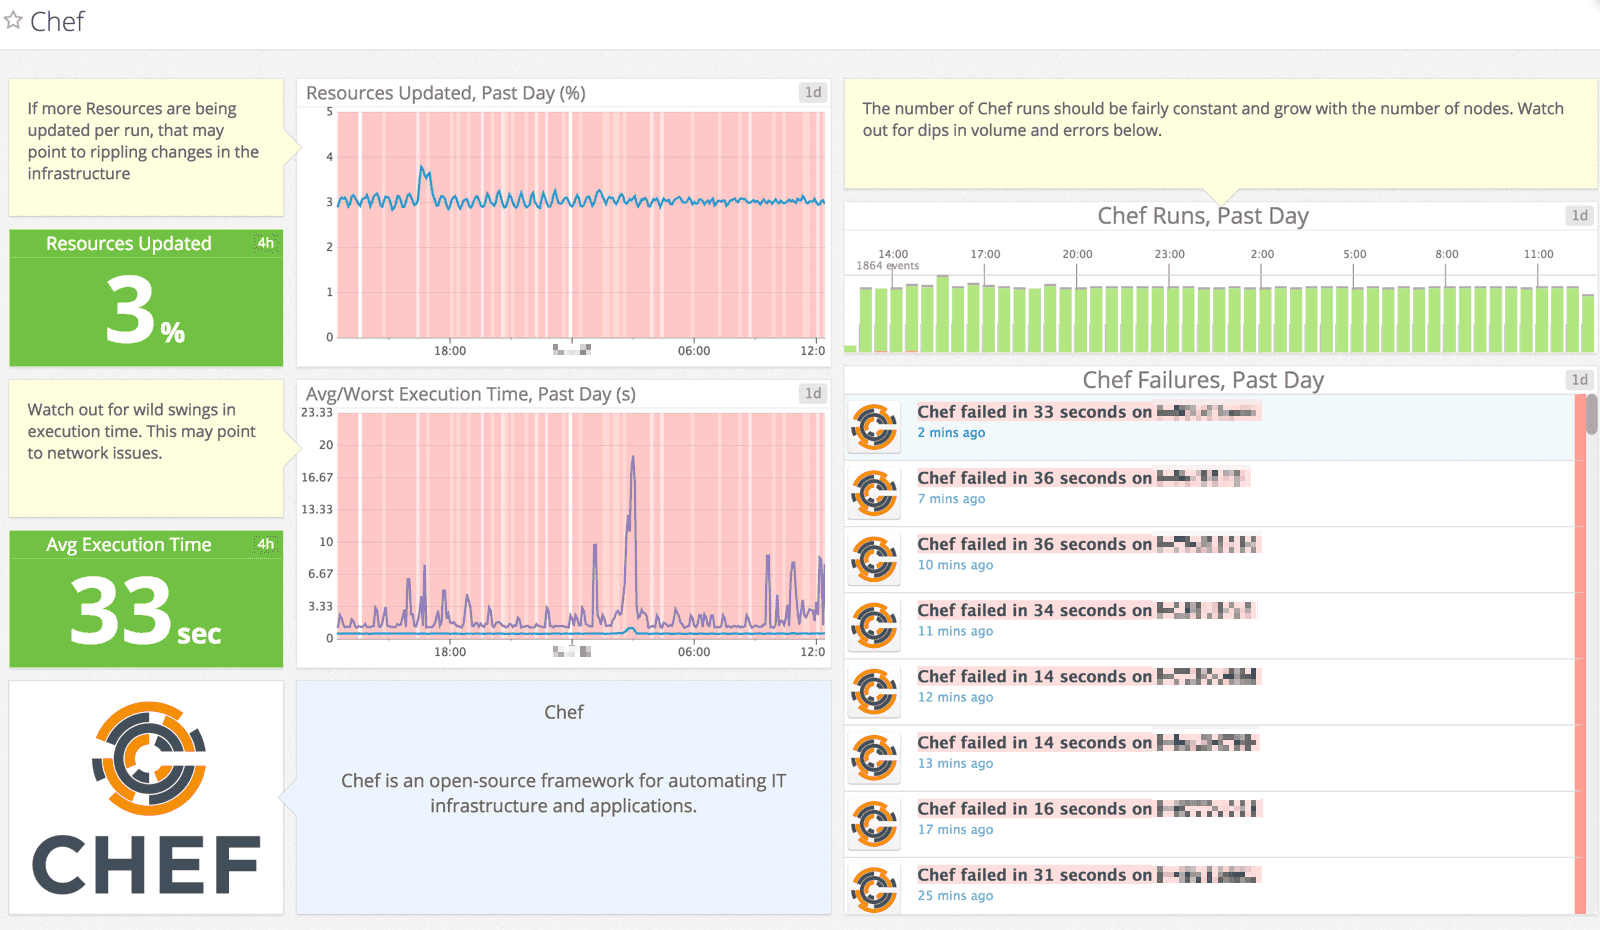 Chef
If more Resources are being
updated per run, that may
point to rippling changes in the
infrastructure
Resources Updated 4h
3 %
Watch out for wild swings in
execution time. This may point
to network issues.
Avg Execution Time 4h
33 sec
CHEF
Resources Updated, Past Day (%) 1d
5
4
3
2
1
0
18:00 06:00 12:0
Avg/Worst Execution Time, Past Day (s) 1d
23.33
20
16.67
13.33
10
6.67
3.33
0
18:00 06:00 12:0
Chef
Chef is an open-source framework for automating IT
infrastructure and applications.
The number of Chef runs should be fairly constant and grow with the number of nodes. Watch
out for dips in volume and errors below.
Chef Runs, Past Day 1d
14:00 17:00 20:00 23:00 2:00 5:00 8:00 11:00
1864 events
Chef Failures, Past Day 1d
Chef failed in 33 seconds on
2 mins ago
Chef failed in 36 seconds on
7 mins ago
Chef failed in 36 seconds on
10 mins ago
Chef failed in 34 seconds on
11 mins ago
Chef failed in 14 seconds on
12 mins ago
Chef failed in 14 seconds on
13 mins ago
Chef failed in 16 seconds on
17 mins ago
Chef failed in 31 seconds on
25 mins ago